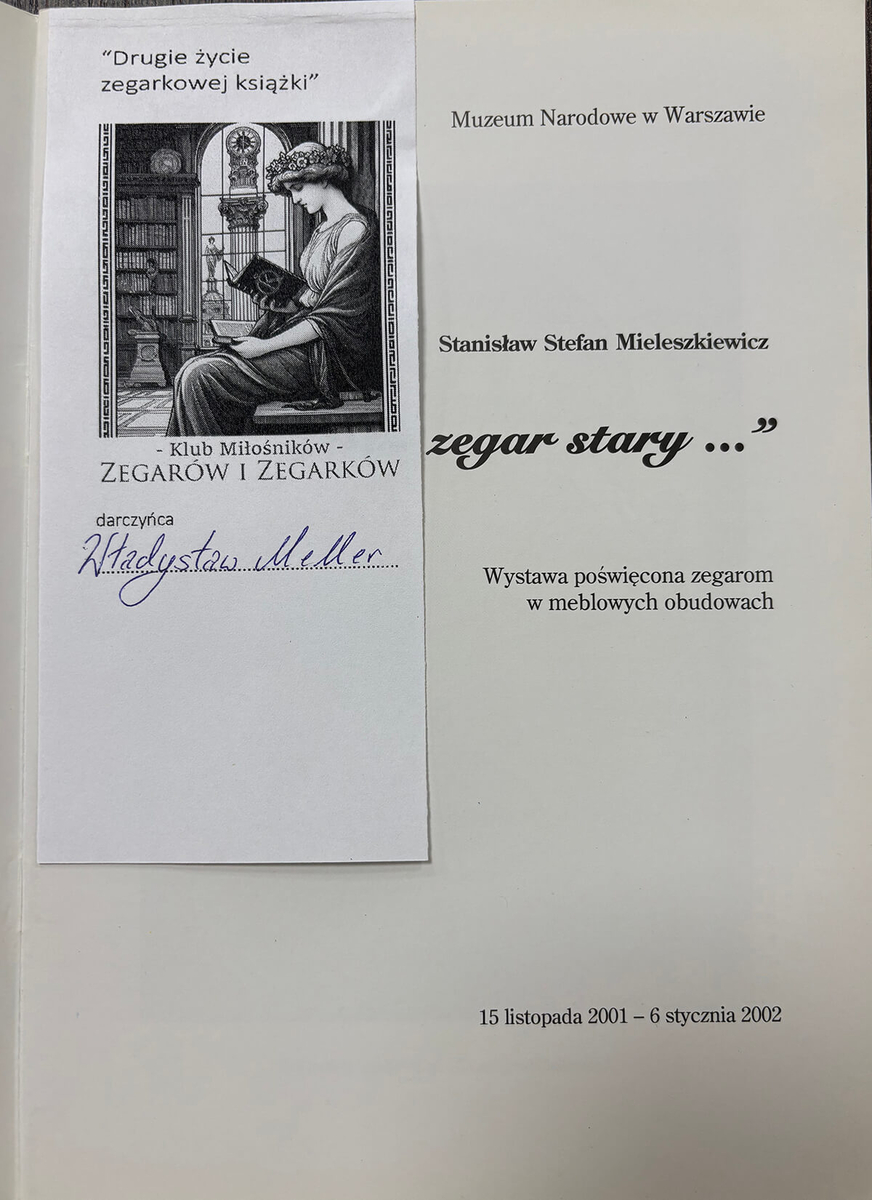 “Drugie życie
zegarkowej książki”
- Klub Miłośników -
ZEGARÓW I ZEGARKÓW
darczyńca
Władysław Meller
Muzeum Narodowe w Warszawie
Stanisław Stefan Mieleszkiewicz
zegar stary ...”
Wystawa poświęcona zegarom
w meblowych obudowach
15 listopada 2001 – 6 stycznia 2002